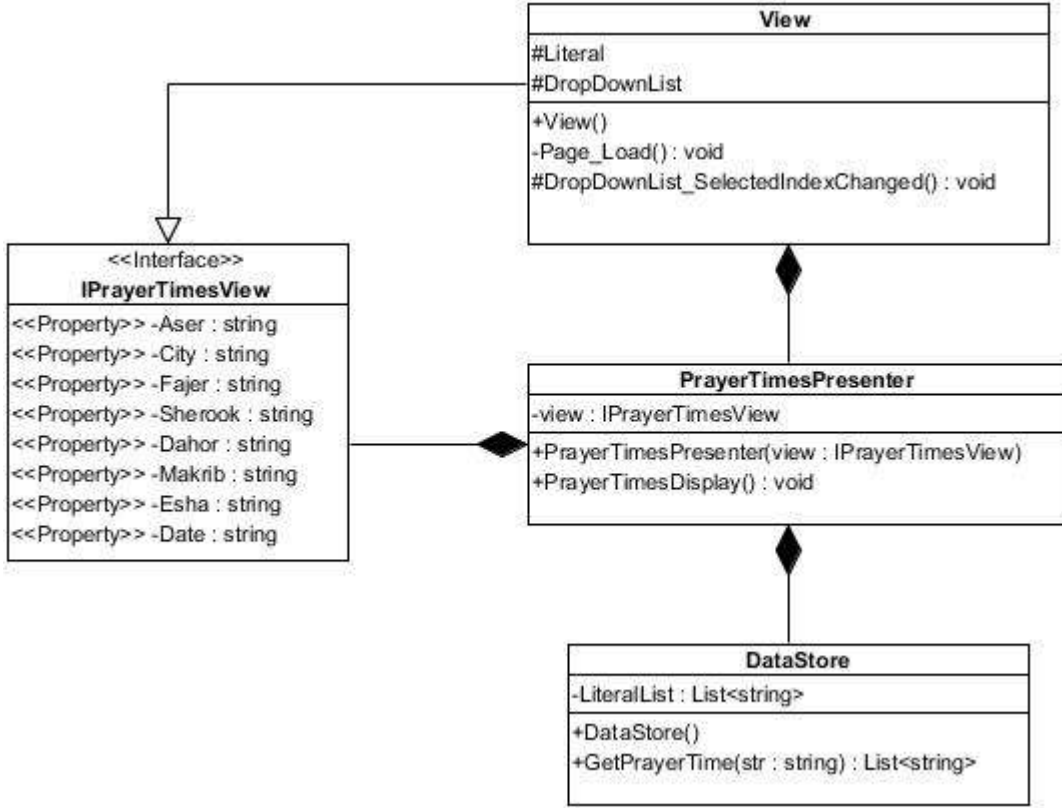 View
#Literal
#DropDownList
+View()
-Page_Load() : void
#DropDownList_SelectedIndexChanged() : void
<<Interface>>
IPrayerTimesView
<<Property>> -Aser : string
<<Property>> -City : string
<<Property>> -Fajer : string
<<Property>> -Sherook : string
<<Property>> -Dahor : string
<<Property>> -Makrib : string
<<Property>> -Esha : string
<<Property>> -Date : string
PrayerTimesPresenter
-view : IPrayerTimesView
+PrayerTimesPresenter(view : IPrayerTimesView)
+PrayerTimesDisplay() : void
DataStore
-LiteralList : List<string>
+DataStore()
+GetPrayerTime(str : string) : List<string>